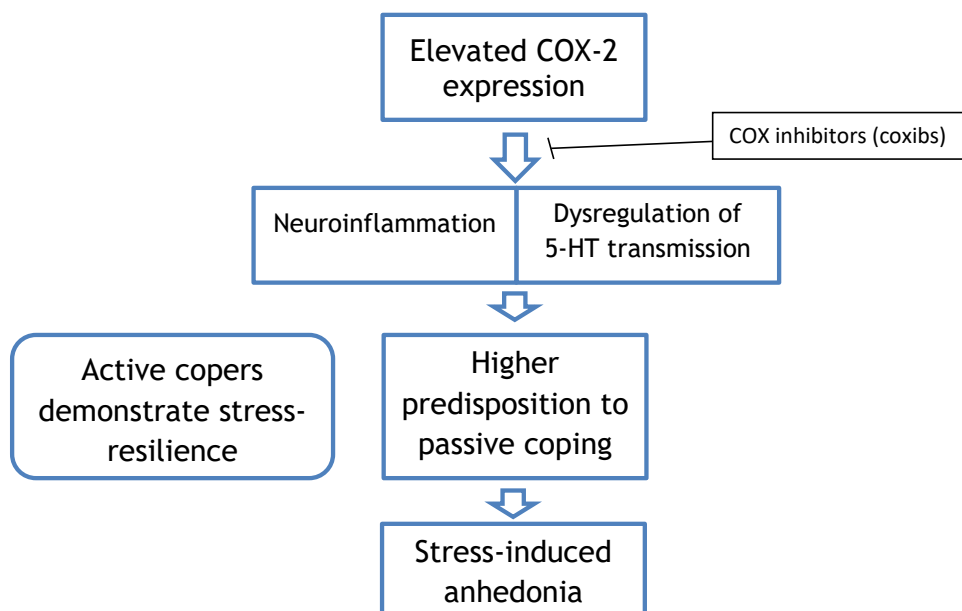 Elevated COX-2
expression
COX inhibitors (coxibs)
Neuroinflammation
Dysregulation of
5-HT transmission
Active copers
demonstrate stress-
resilience
Higher
predisposition to
passive coping
Stress-induced
anhedonia